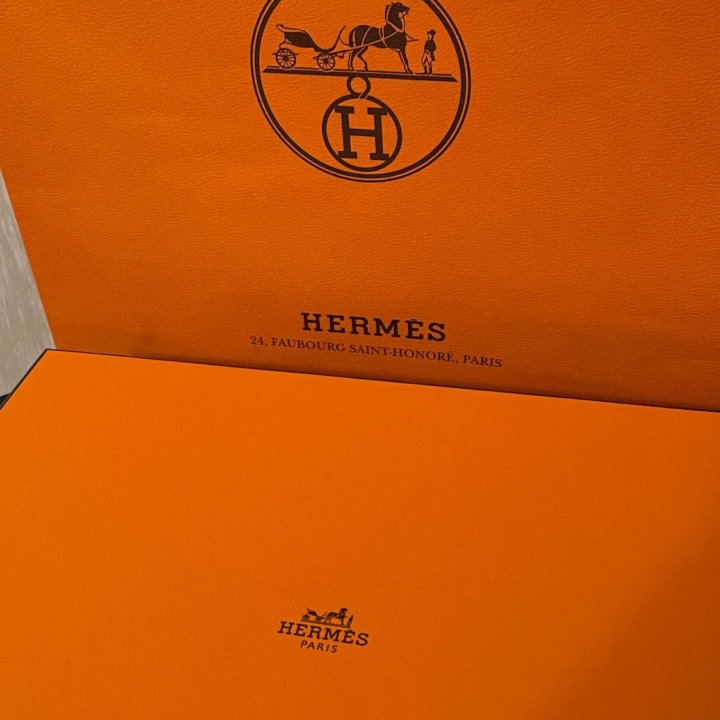 H
HERMÈS
24, FAUBOURG SAINT-HONORÉ, PARIS
HERMÈS
PARIS